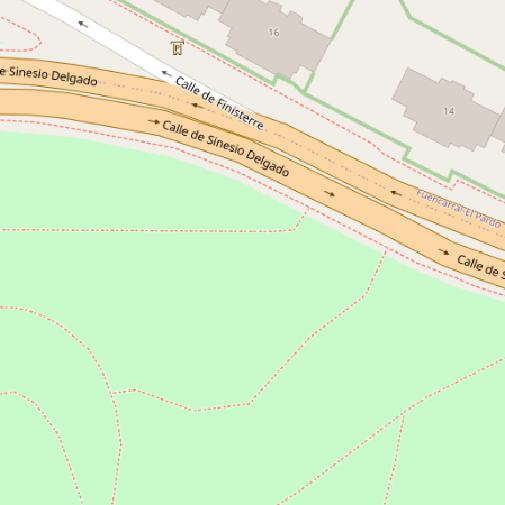 16
e Sinesio Delgado
Calle de Finisterre
14
Calle de Sinesio Delgado
Fuencarral-El Pardo
Calle de S